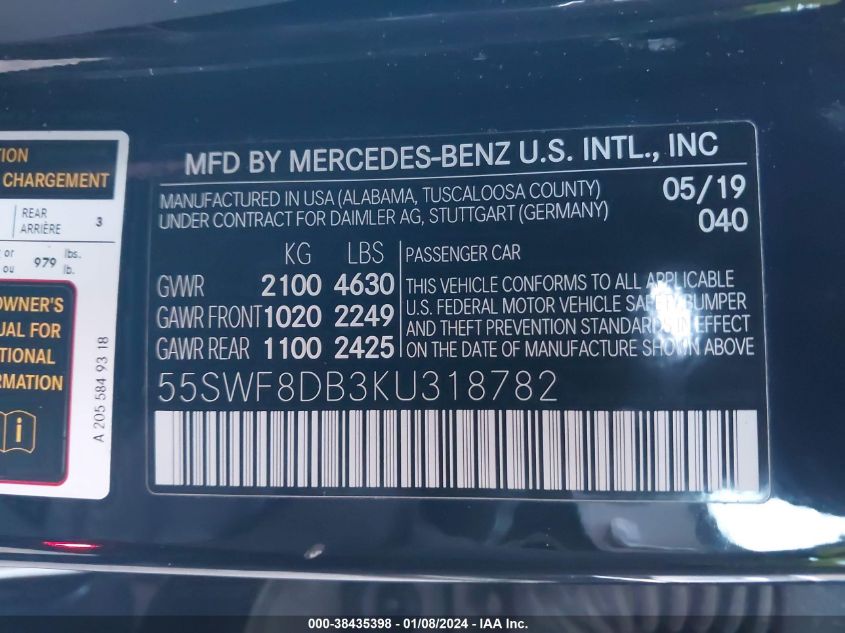 TION
CHARGEMENT
REAR
ARRIÈRE 3
or
ou 979 lbs.
lb.
OWNER'S
UAL FOR
TIONAL
RMATION
A 205 584 93 18
MFD BY MERCEDES-BENZ U.S. INTL., INC
MANUFACTURED IN USA (ALABAMA, TUSCALOOSA COUNTY) 05/19
UNDER CONTRACT FOR DAIMLER AG, STUTTGART (GERMANY) 040
KG LBS PASSENGER CAR
GVWR 2100 4630 THIS VEHICLE CONFORMS TO ALL APPLICABLE
U.S. FEDERAL MOTOR VEHICLE SAFETY, BUMPER
GAWR FRONT 1020 2249 AND THEFT PREVENTION STANDARDS IN EFFECT
GAWR REAR 1100 2425 ON THE DATE OF MANUFACTURE SHOWN ABOVE
55SWF8DB3KU318782
000-38435398 - 01/08/2024 - IAA Inc.